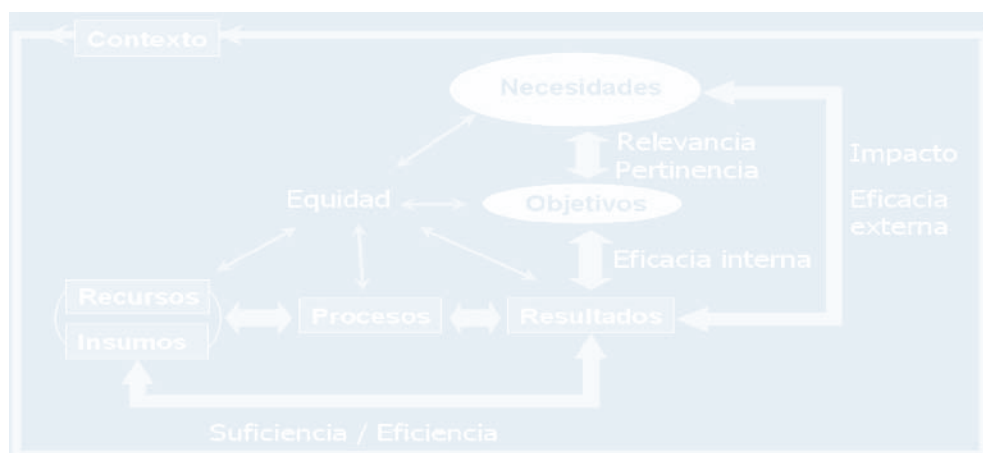 Contexto
Necesidades
Relevancia
Pertinencia
Impacto
Equidad
Objetivos
Eficacia
externa
Eficacia interna
Recursos
Procesos
Resultados
Insumos
Suficiencia / Eficiencia